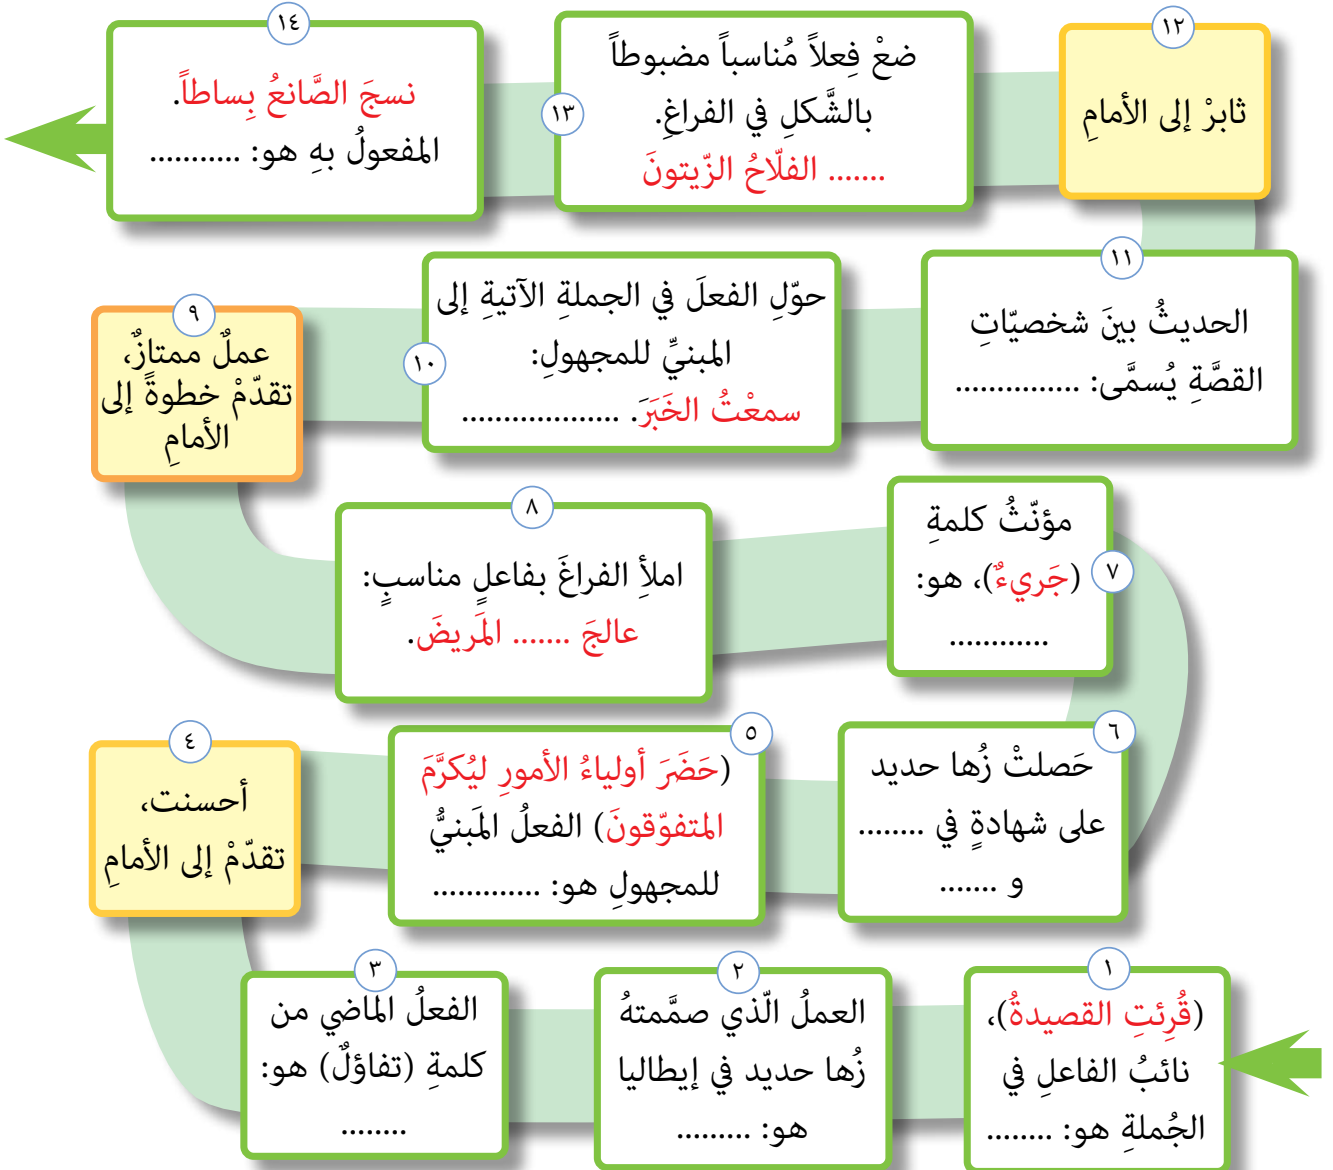 ١٤
نسجَ الصَّانعُ بِساطاً.
المفعولُ بهِ هو: ...........
١٣
ضعْ فِعلاً مُناسباً مضبوطاً
بالشَّكلِ في الفراغِ.
....... الفلّاحُ الزّيتونَ
١٢
ثابرْ إلى الأمامِ
١١
الحديثُ بينَ شخصيّاتِ
القصَّةِ يُسمَّى: ...............
١٠
حوّلِ الفعلَ في الجملةِ الآتيةِ إلى
المبنيِّ للمجهولِ:
سمعْتُ الخَبَرَ. ...................
٩
عملٌ ممتازٌ،
تقدّمْ خطوةً إلى
الأمامِ
٨
املأِ الفراغَ بفاعلٍ مناسبٍ:
عالجَ ....... المَريضَ.
٧
مؤنّثُ كلمةِ
(جَريءٌ)، هو:
............
٦
حَصلتْ زُها حديد
على شهادةٍ في ........
و .......
٥
(حَضَرَ أولياءُ الأمورِ ليُكرَّمَ
المتفوّقونَ) الفعلُ المَبنيُّ
للمجهولِ هو: .............
٤
أحسنت،
تقدّمْ إلى الأمامِ
٣
الفعلُ الماضي من
كلمةِ (تفاؤلٌ) هو:
........
٢
العملُ الّذي صمَّمتهُ
زُها حديد في إيطاليا
هو: .........
١
(قُرِئتِ القصيدةُ)،
نائبُ الفاعلِ في
الجُملةِ هو: ........